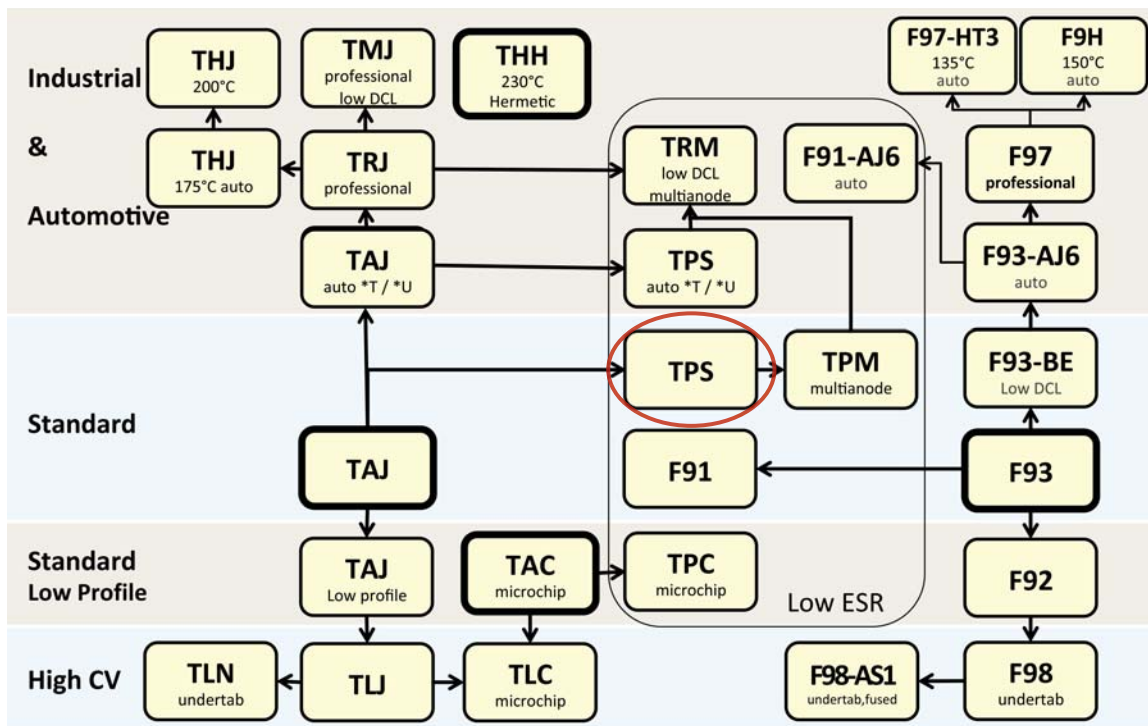 Industrial
&
Automotive
THJ
200°C
TMJ
professional
low DCL
THH
230°C
Hermetic
F97-HT3
135°C
auto
F9H
150°C
auto
THJ
175°C auto
TRJ
professional
TRM
low DCL
multianode
F91-AJ6
auto
F97
professional
TAJ
auto *T / *U
TPS
auto *T / *U
F93-AJ6
auto
Standard
TPS
TPM
multianode
F93-BE
Low DCL
TAJ
F91
F93
Standard
Low Profile
TAJ
Low profile
TAC
microchip
TPC
microchip
Low ESR
F92
High CV
TLN
undertab
TLJ
TLC
microchip
F98-AS1
undertab,fused
F98
undertab